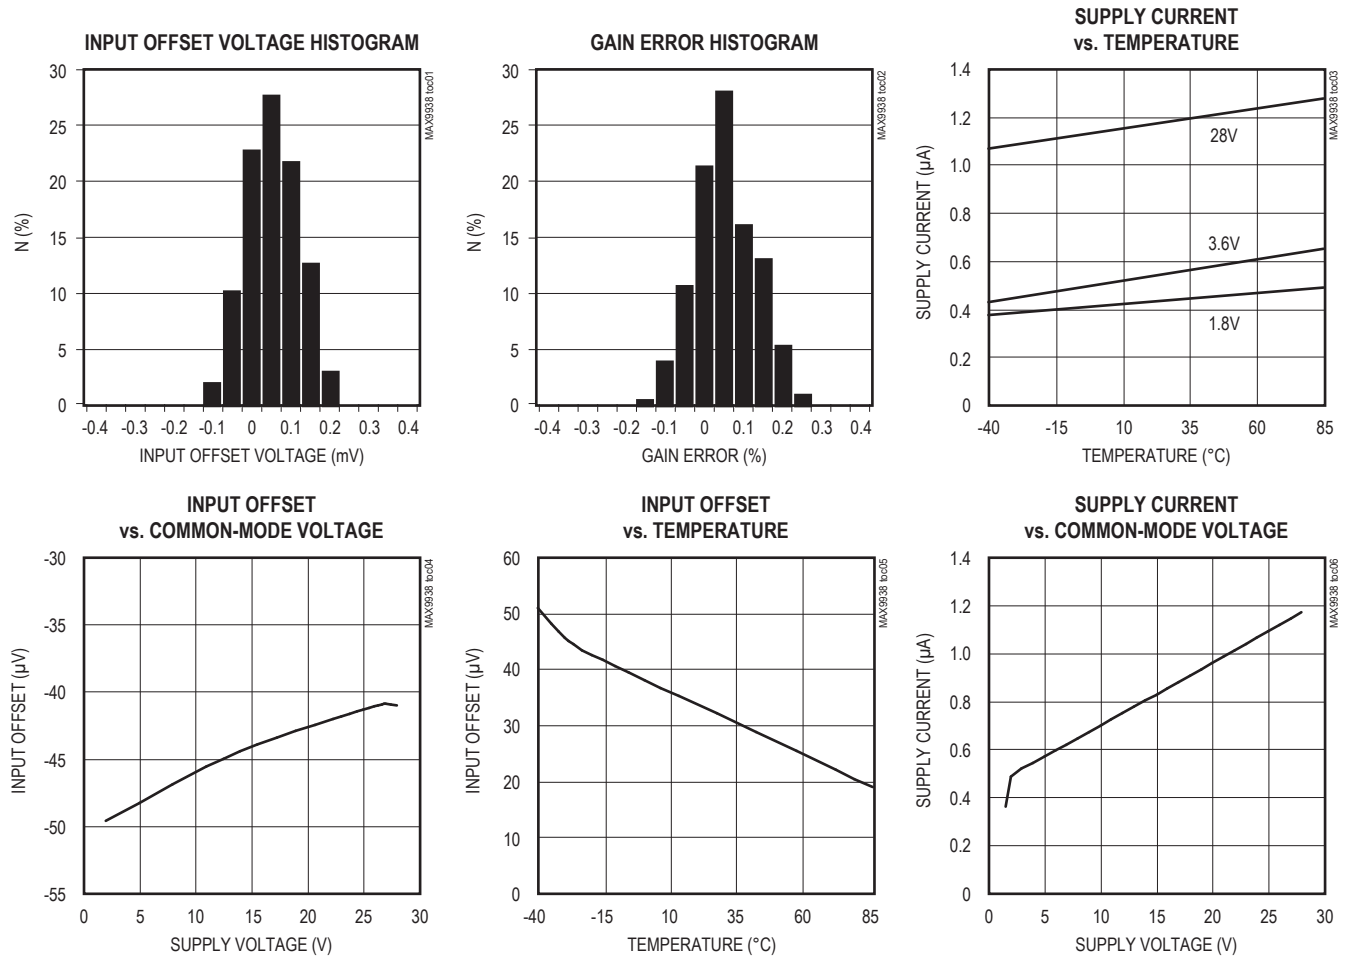 INPUT OFFSET VOLTAGE HISTOGRAM
MAX9938 toc01
N (%)
30
25
20
15
10
5
0
-0.4 -0.3 -0.2 -0.1 0 0.1 0.2 0.3 0.4
INPUT OFFSET VOLTAGE (mV)
GAIN ERROR HISTOGRAM
MAX9938 toc02
N (%)
30
25
20
15
10
5
0
-0.4 -0.3 -0.2 -0.1 0 0.1 0.2 0.3 0.4
GAIN ERROR (%)
SUPPLY CURRENT
vs. TEMPERATURE
MAX9938 toc03
SUPPLY CURRENT (µA)
1.4
1.2
1.0
0.8
0.6
0.4
0.2
0
28V
3.6V
1.8V
-40 -15 10 35 60 85
TEMPERATURE (°C)
INPUT OFFSET
vs. COMMON-MODE VOLTAGE
MAX9938 toc04
INPUT OFFSET (µV)
-30
-35
-40
-45
-50
-55
0 5 10 15 20 25 30
SUPPLY VOLTAGE (V)
INPUT OFFSET
vs. TEMPERATURE
MAX9938 toc05
INPUT OFFSET (µV)
60
50
40
30
20
10
0
-40 -15 10 35 60 85
TEMPERATURE (°C)
SUPPLY CURRENT
vs. COMMON-MODE VOLTAGE
MAX9938 toc06
SUPPLY CURRENT (µA)
1.4
1.2
1.0
0.8
0.6
0.4
0.2
0
0 5 10 15 20 25 30
SUPPLY VOLTAGE (V)